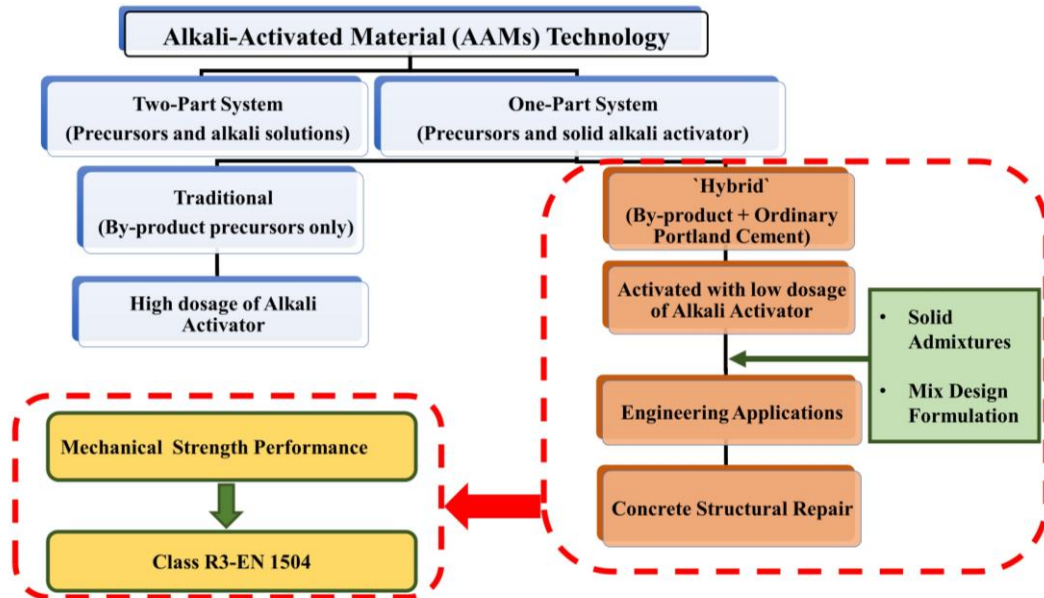 Alkali-Activated Material (AAMs) Technology
Two-Part System
(Precursors and alkali solutions)
One-Part System
(Precursors and solid alkali activator)
Traditional
(By-product precursors only)
High dosage of Alkali
Activator
`Hybrid`
(By-product + Ordinary
Portland Cement)
Activated with low dosage
of Alkali Activator
• Solid
Admixtures
• Mix Design
Formulation
Engineering Applications
Concrete Structural Repair
Mechanical Strength Performance
Class R3-EN 1504